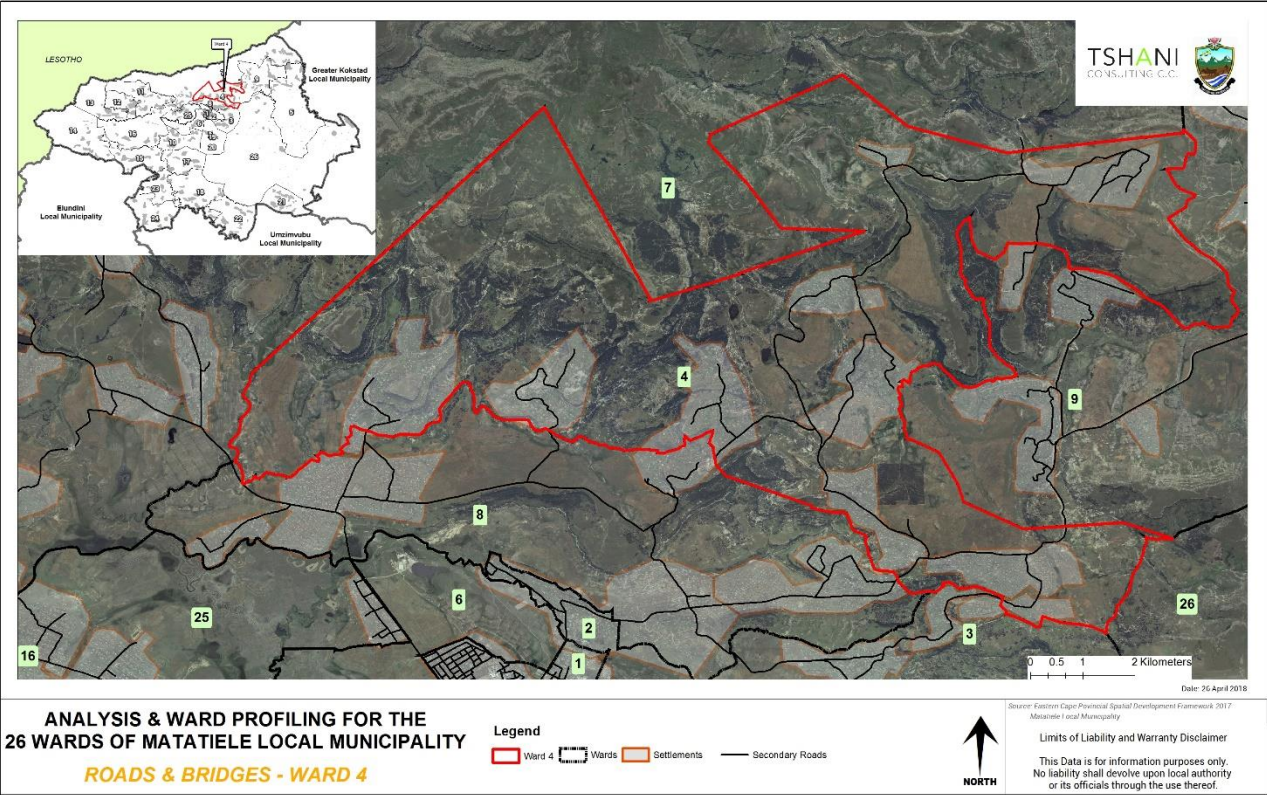 LESOTHO
Ward 4
Greater Kokstad
Local Municipality
Elundini
Local Municipality
Umzimvubu
Local Municipality
TSHANI
CONSULTING C.C.
7
4
9
8
6
25
2
26
3
16
1
0 0.5 1 2 Kilometers
Date: 26 April 2018
ANALYSIS & WARD PROFILING FOR THE
26 WARDS OF MATATIELE LOCAL MUNICIPALITY
ROADS & BRIDGES - WARD 4
Legend
Ward 4 Wards Settlements Secondary Roads
NORTH
Source: Eastern Cape Provincial Spatial Development Framework 2017
Matatiele Local Municipality
Limits of Liability and Warranty Disclaimer
This Data is for information purposes only.
No liability shall devolve upon local authority
or its officials through the use thereof.